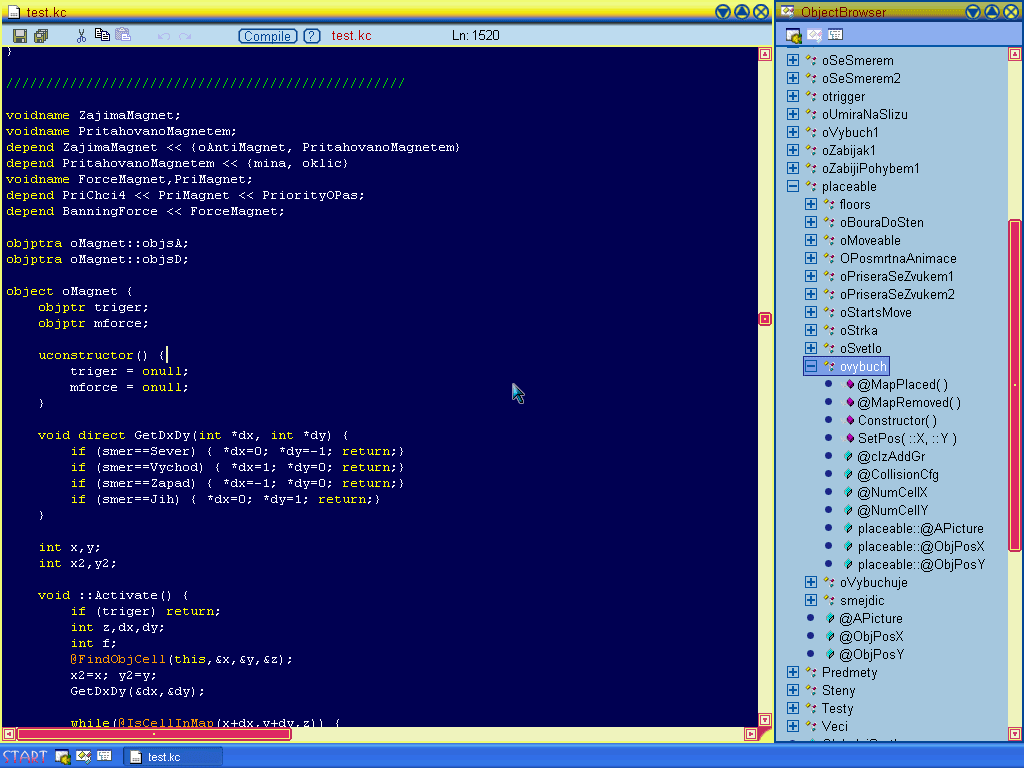 test.kc
Compile
?
test.kc
Ln: 1520
}
//////////////////////////////////////////////////
voidname ZajimaMagnet;
voidname PritahovanoMagnetem;
depend ZajimaMagnet << {oAntiMagnet, PritahovanoMagnetem}
depend PritahovanoMagnetem << {mina, oklic}
voidname ForceMagnet,PriMagnet;
depend PriChci4 << PriMagnet << PriorityOPas;
depend BanningForce << ForceMagnet;
objptra oMagnet::objsA;
objptra oMagnet::objsD;
object oMagnet {
objptr triger;
objptr mforce;
uconstructor() {
triger = onull;
mforce = onull;
}
void direct GetDxDy(int *dx, int *dy) {
if (smer==Sever) { *dx=0; *dy=-1; return;}
if (smer==Vychod) { *dx=1; *dy=0; return;}
if (smer==Zapad) { *dx=-1; *dy=0; return;}
if (smer==Jih) { *dx=0; *dy=1; return;}
}
int x,y;
int x2,y2;
void ::Activate() {
if (triger) return;
int z,dx,dy;
int f;
@FindObjCell(this,&x,&y,&z);
x2=x; y2=y;
GetDxDy(&dx,&dy);
while(@IsCellInMap(x+dx,y+dy,z)) {
ObjectBrowser
oSeSmerem
oSeSmerem2
otrigger
oUmiraNaSlizu
oVybuch1
oZabijak1
oZabijiPohybem1
placeable
floors
oBouraDoSten
oMoveable
OPosmrtnaAnimace
oPriseraSeZvukem1
oPriseraSeZvukem2
oStartsMove
oStrka
oSvetlo
ovybuch
@MapPlaced( )
@MapRemoved( )
Constructor( )
SetPos( ::X, ::Y )
@clzAddGr
@CollisionCfg
@NumCellX
@NumCellY
placeable::@APicture
placeable::@ObjPosX
placeable::@ObjPosY
oVybuchuje
smejdic
@APicture
@ObjPosX
@ObjPosY
Predmety
Steny
Testy
Veci
START
test.kc